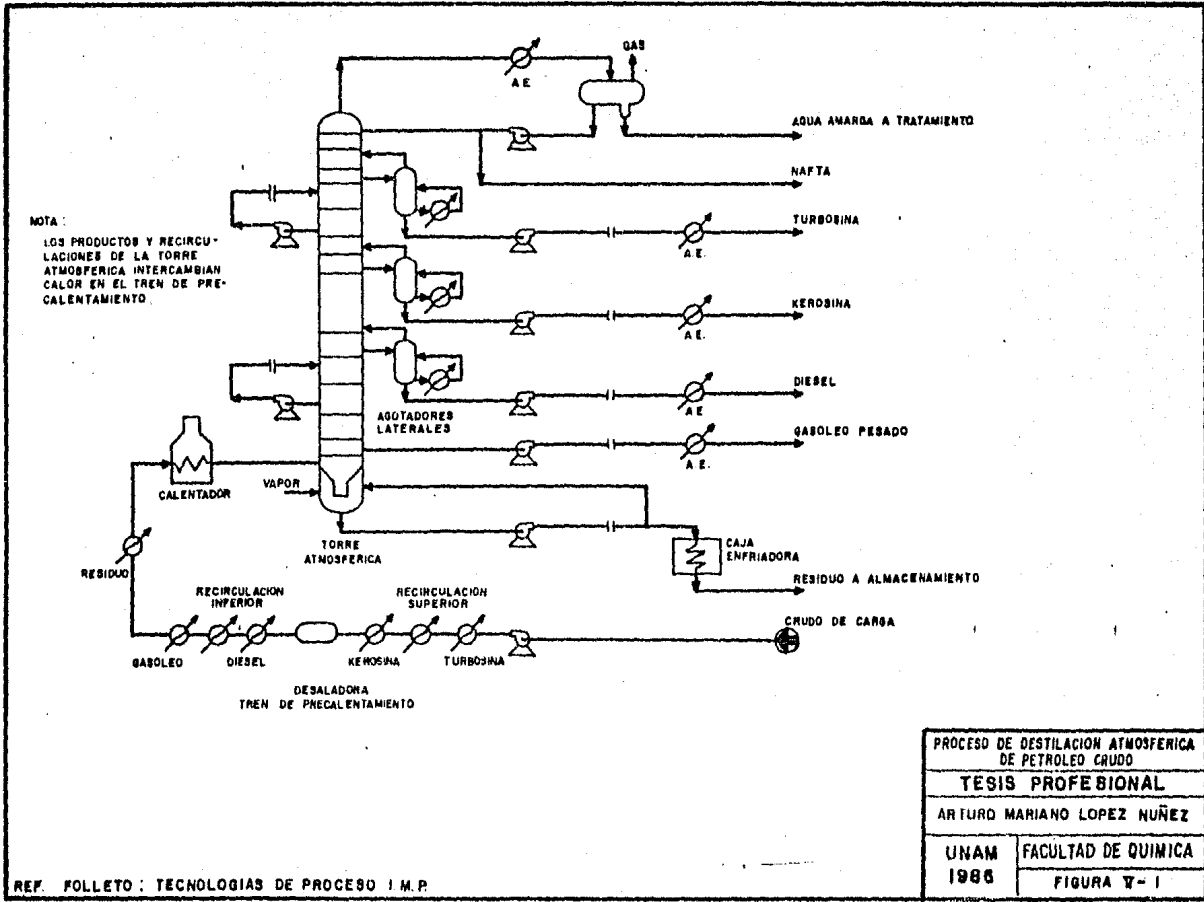 GAS
A.E.
AGUA AMARGA A TRATAMIENTO
NAFTA
TURBOSINA
A.E.
NOTA :
LOS PRODUCTOS Y RECIRCU-
LACIONES DE LA TORRE
ATMOSFERICA INTERCAMBIAN
CALOR EN EL TREN DE PRE-
CALENTAMIENTO.
KEROSINA
A.E.
DIESEL
A.E.
AGOTADORES
LATERALES
GASOLEO PESADO
A.E.
CALENTADOR
VAPOR
TORRE
ATMOSFERICA
CAJA
ENFRIADORA
RESIDUO
RESIDUO A ALMACENAMIENTO
RECIRCULACION
INFERIOR
RECIRCULACION
SUPERIOR
CRUDO DE CARGA
GASOLEO
DIESEL
KEROSINA
TURBOSINA
DESALADORA
TREN DE PRECALENTAMIENTO
PROCESO DE DESTILACION ATMOSFERICA
DE PETROLEO CRUDO
TESIS PROFESIONAL
ARTURO MARIANO LOPEZ NUÑEZ
UNAM
1986
FACULTAD DE QUIMICA
FIGURA V-1
REF. FOLLETO : TECNOLOGIAS DE PROCESO I.M.P.